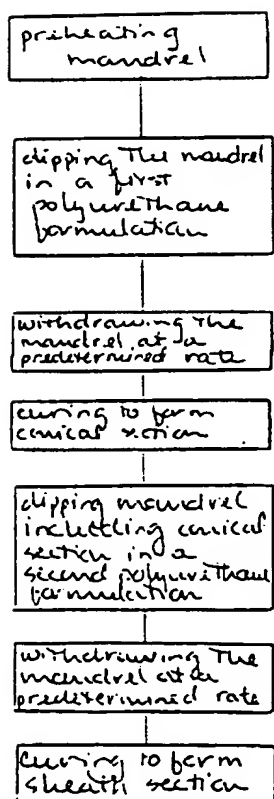 preheating
mandrel
dipping the mandrel
in a first
polyurethane
formulation
withdrawing the
mandrel at a
predetermined rate
curing to form
conical section
dipping mandrel
including conical
section in a
second polyurethane
formulation
withdrawing the
mandrel at a
predetermined rate
curing to form
sheath section